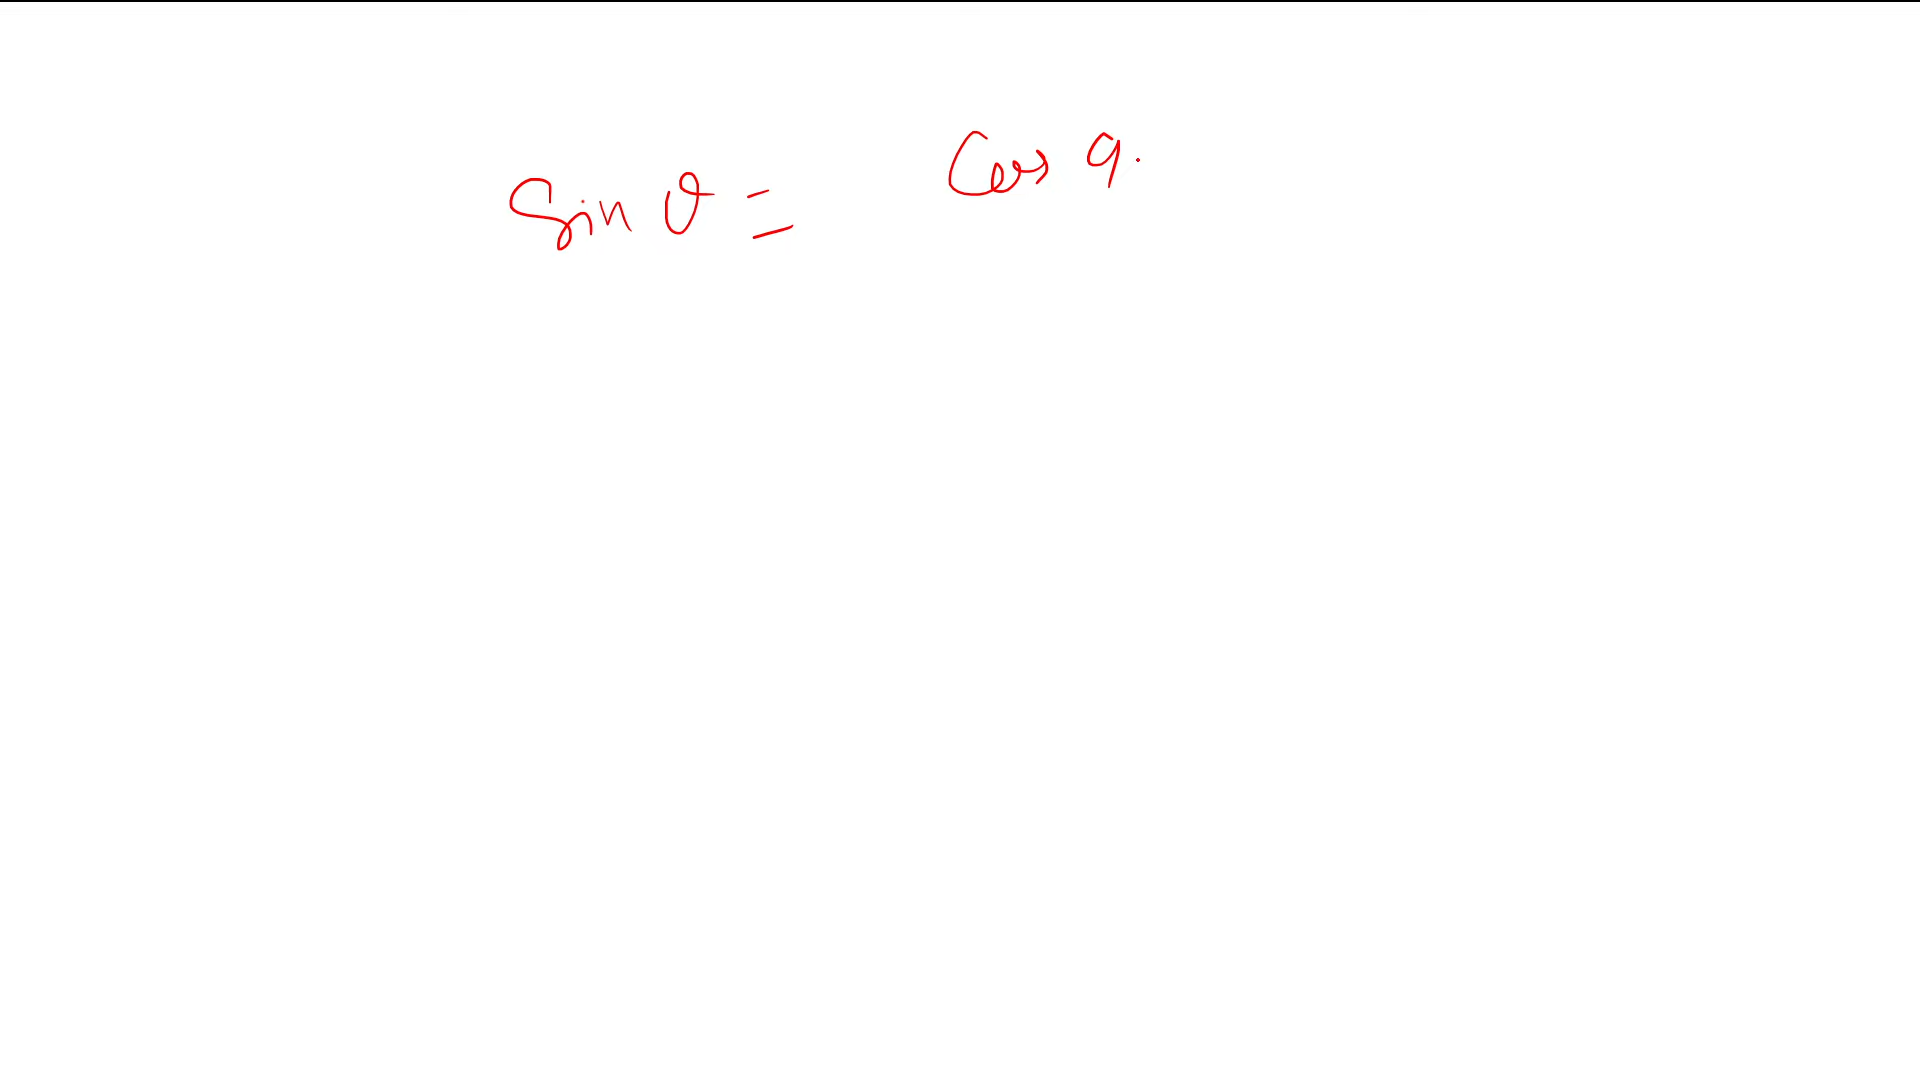 Sin θ = Cos 9.